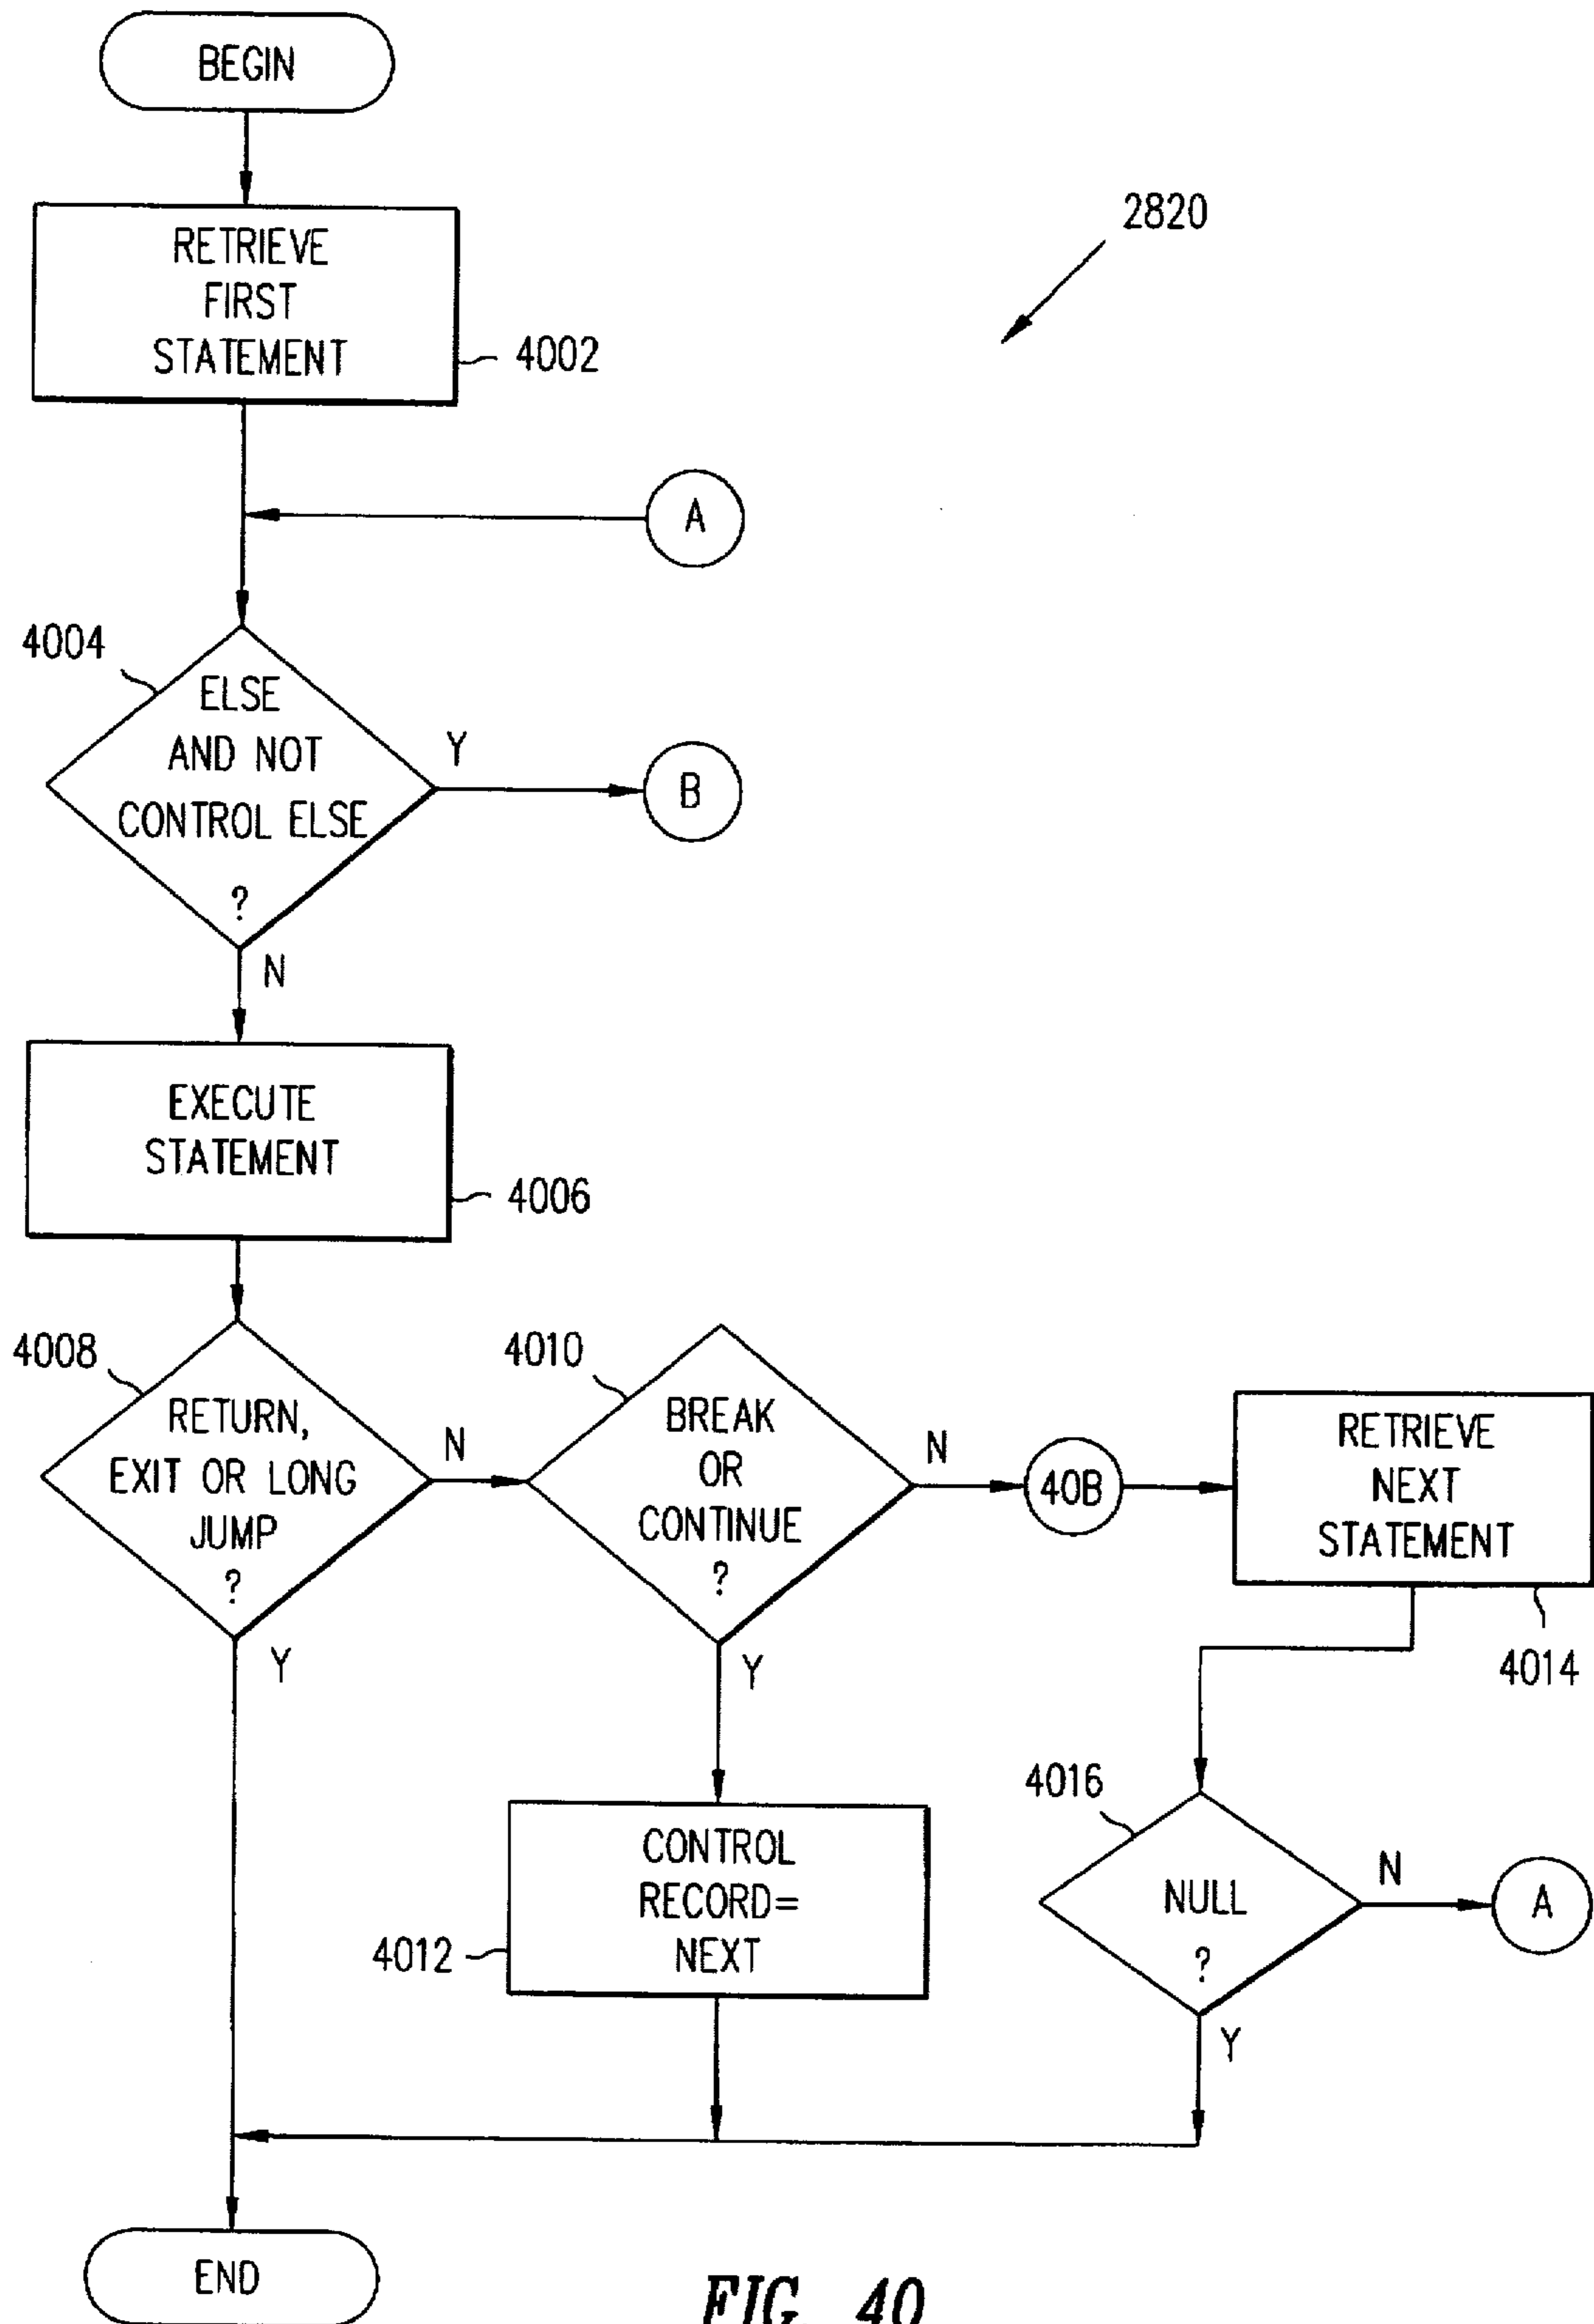 BEGIN
RETRIEVE
FIRST
STATEMENT
4002
2820
A
4004
ELSE
AND NOT
CONTROL ELSE
?
Y
B
N
EXECUTE
STATEMENT
4006
4008
RETURN,
EXIT OR LONG
JUMP
?
N
Y
4010
BREAK
OR
CONTINUE
?
N
Y
40B
RETRIEVE
NEXT
STATEMENT
4014
CONTROL
RECORD=
NEXT
4012
4016
NULL
?
N
A
Y
END
FIG. 40